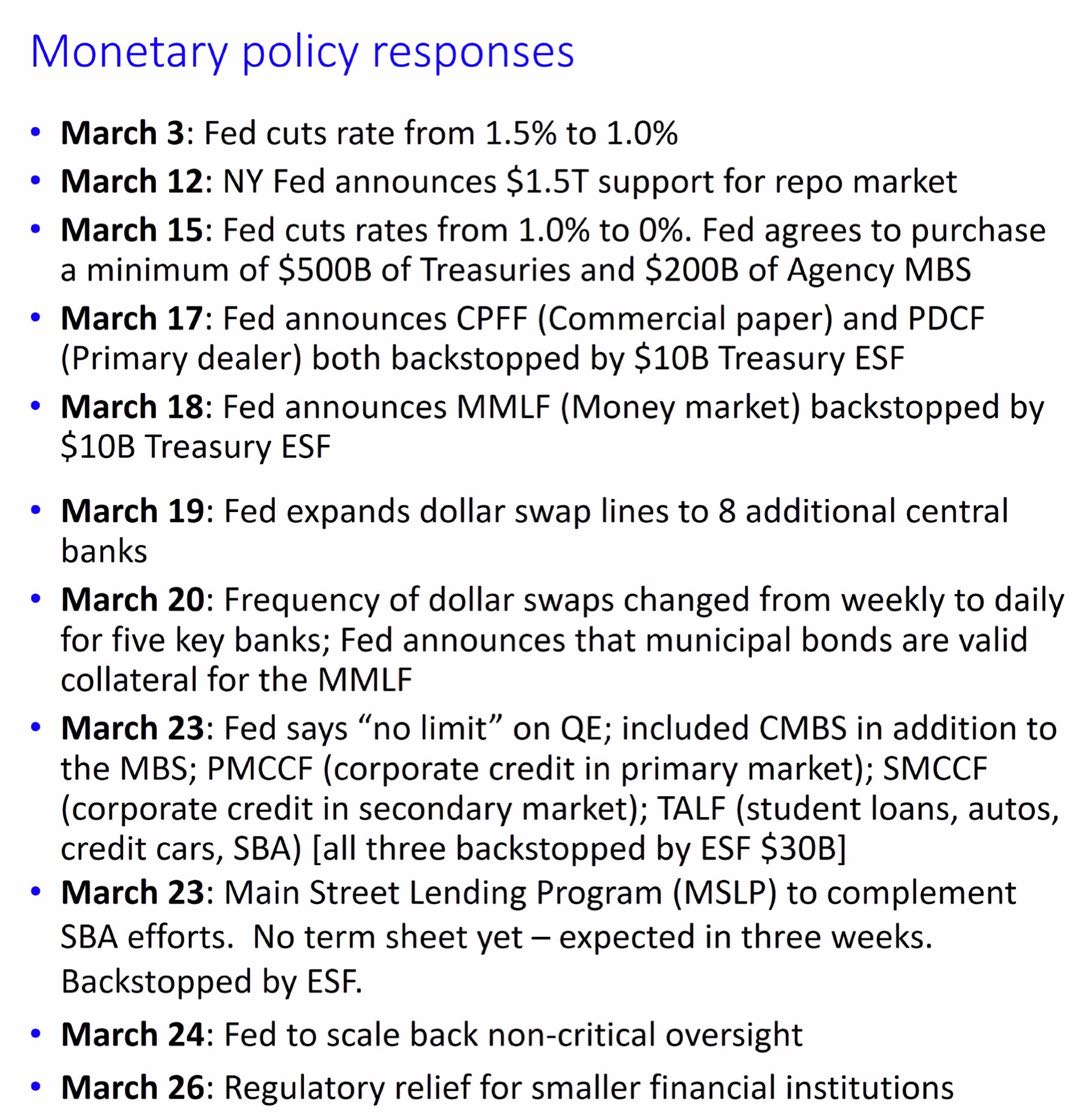 Monetary policy responses
• March 3: Fed cuts rate from 1.5% to 1.0%
• March 12: NY Fed announces $1.5T support for repo market
• March 15: Fed cuts rates from 1.0% to 0%. Fed agrees to purchase
a minimum of $500B of Treasuries and $200B of Agency MBS
• March 17: Fed announces CPFF (Commercial paper) and PDCF
(Primary dealer) both backstopped by $10B Treasury ESF
• March 18: Fed announces MMLF (Money market) backstopped by
$10B Treasury ESF
• March 19: Fed expands dollar swap lines to 8 additional central
banks
• March 20: Frequency of dollar swaps changed from weekly to daily
for five key banks; Fed announces that municipal bonds are valid
collateral for the MMLF
• March 23: Fed says “no limit” on QE; included CMBS in addition to
the MBS; PMCCF (corporate credit in primary market); SMCCF
(corporate credit in secondary market); TALF (student loans, autos,
credit cars, SBA) [all three backstopped by ESF $30B]
• March 23: Main Street Lending Program (MSLP) to complement
SBA efforts.  No term sheet yet – expected in three weeks.
Backstopped by ESF.
• March 24: Fed to scale back non-critical oversight
• March 26: Regulatory relief for smaller financial institutions